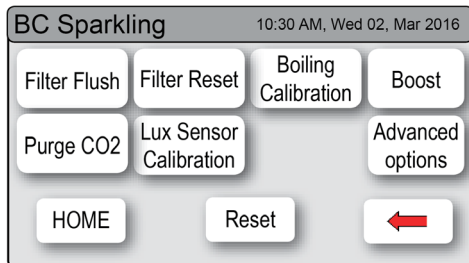 BC Sparkling 10:30 AM, Wed 02, Mar 2016
Filter Flush Filter Reset Boiling Calibration Boost
Purge CO2 Lux Sensor Calibration Advanced options
HOME Reset